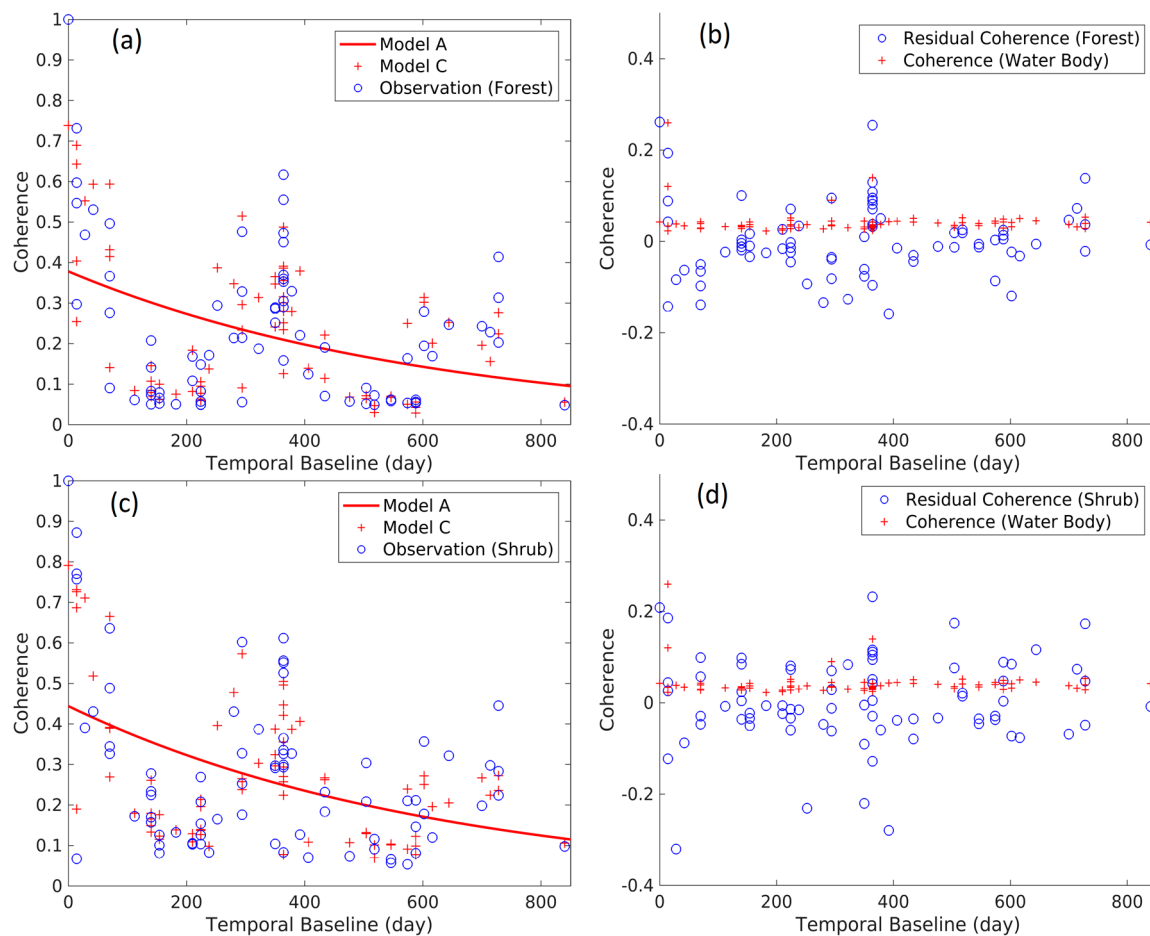 (a)
Model A
Model C
Observation (Forest)
1
0.9
0.8
0.7
0.6
0.5
0.4
0.3
0.2
0.1
0
Coherence
0
200
400
600
800
Temporal Baseline (day)
(b)
Residual Coherence (Forest)
Coherence (Water Body)
0.4
0.2
0
-0.2
-0.4
Coherence
0
200
400
600
800
Temporal Baseline (day)
(c)
Model A
Model C
Observation (Shrub)
1
0.9
0.8
0.7
0.6
0.5
0.4
0.3
0.2
0.1
0
Coherence
0
200
400
600
800
Temporal Baseline (day)
(d)
Residual Coherence (Shrub)
Coherence (Water Body)
0.4
0.2
0
-0.2
-0.4
Coherence
0
200
400
600
800
Temporal Baseline (day)